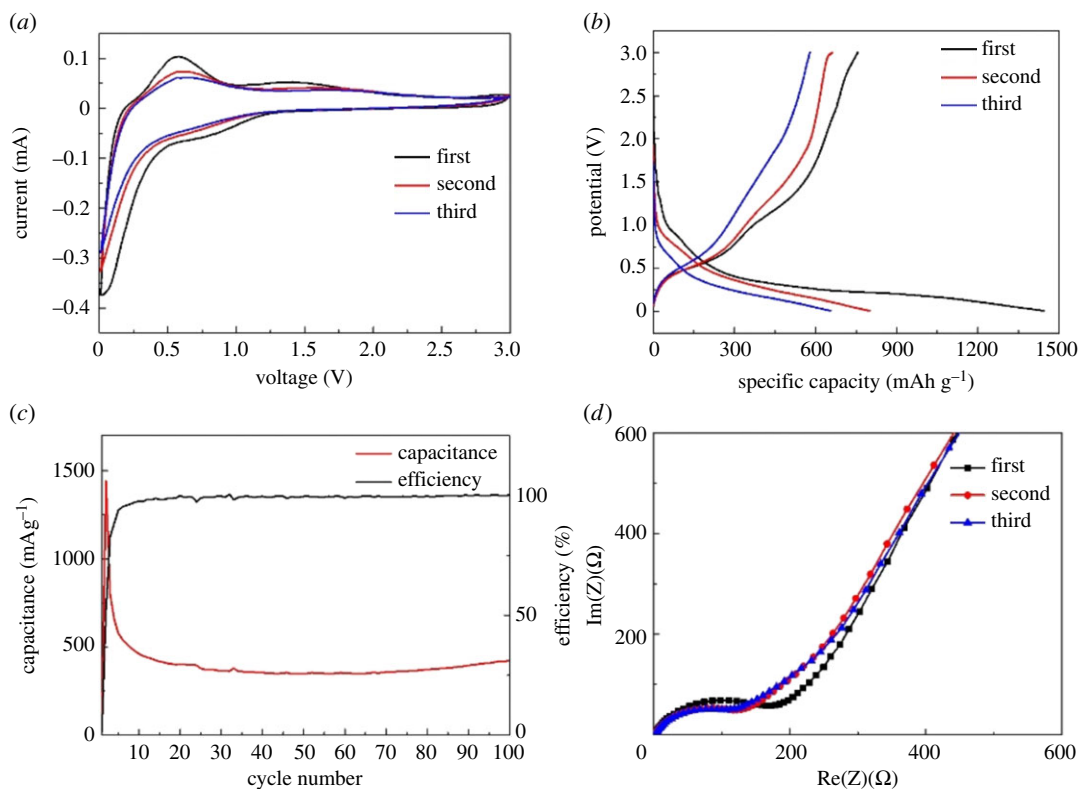 (a)
0.1
0
–0.1
–0.2
–0.3
–0.4
current (mA)
first
second
third
0
0.5
1.0
1.5
2.0
2.5
3.0
voltage (V)
(b)
3.0
2.5
2.0
1.5
1.0
0.5
0
potential (V)
first
second
third
0
300
600
900
1200
1500
specific capacity (mAh g–1)
(c)
1500
1000
500
0
capacitance (mAg–1)
capacitance
efficiency
100
50
0
efficiency (%)
10
20
30
40
50
60
70
80
90
100
cycle number
(d)
600
400
200
Im(Z)(Ω)
first
second
third
0
200
400
600
Re(Z)(Ω)